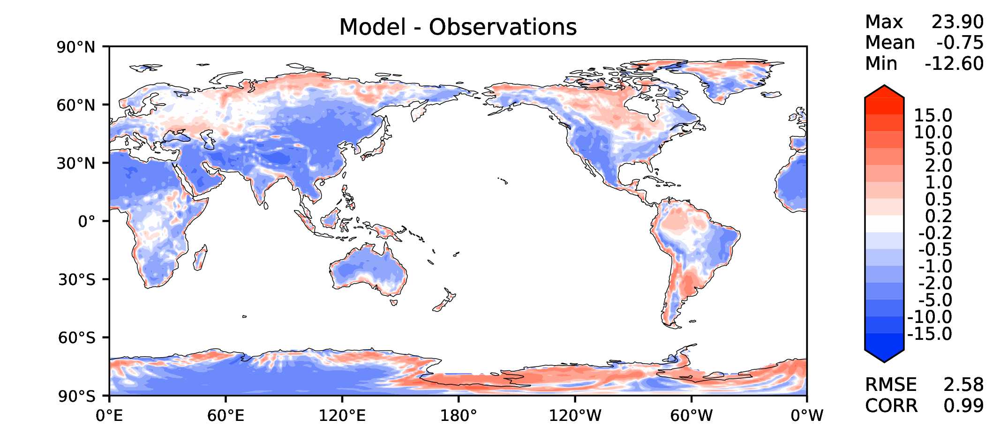 Model - Observations
Max 23.90
Mean -0.75
Min -12.60
90°N
60°N
30°N
0°
30°S
60°S
90°S
0°E 60°E 120°E 180° 120°W 60°W 0°W
15.0
10.0
5.0
2.0
1.0
0.5
0.2
-0.2
-0.5
-1.0
-2.0
-5.0
-10.0
-15.0
RMSE 2.58
CORR 0.99